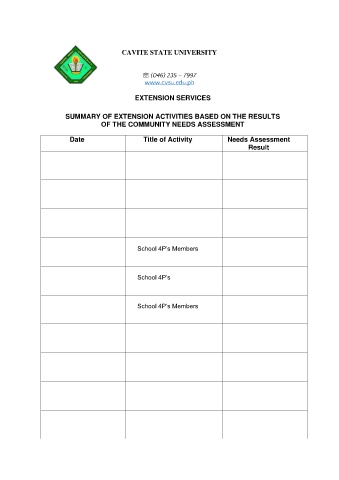 CAVITE STATE UNIVERSITY
☏ (046) 235 – 7997
www.cvsu.edu.ph
EXTENSION SERVICES
SUMMARY OF EXTENSION ACTIVITIES BASED ON THE RESULTS
OF THE COMMUNITY NEEDS ASSESSMENT
Date Title of Activity Needs Assessment
Result
School 4P's Members
School 4P's
School 4P's Members